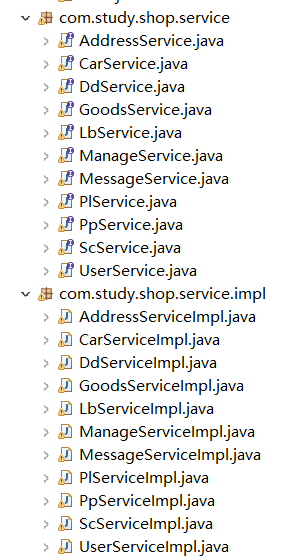 com.study.shop.service
AddressService.java
CarService.java
DdService.java
GoodsService.java
LbService.java
ManageService.java
MessageService.java
PlService.java
PpService.java
ScService.java
UserService.java
com.study.shop.service.impl
AddressServiceImpl.java
CarServiceImpl.java
DdServiceImpl.java
GoodsServiceImpl.java
LbServiceImpl.java
ManageServiceImpl.java
MessageServiceImpl.java
PlServiceImpl.java
PpServiceImpl.java
ScServiceImpl.java
UserServiceImpl.java